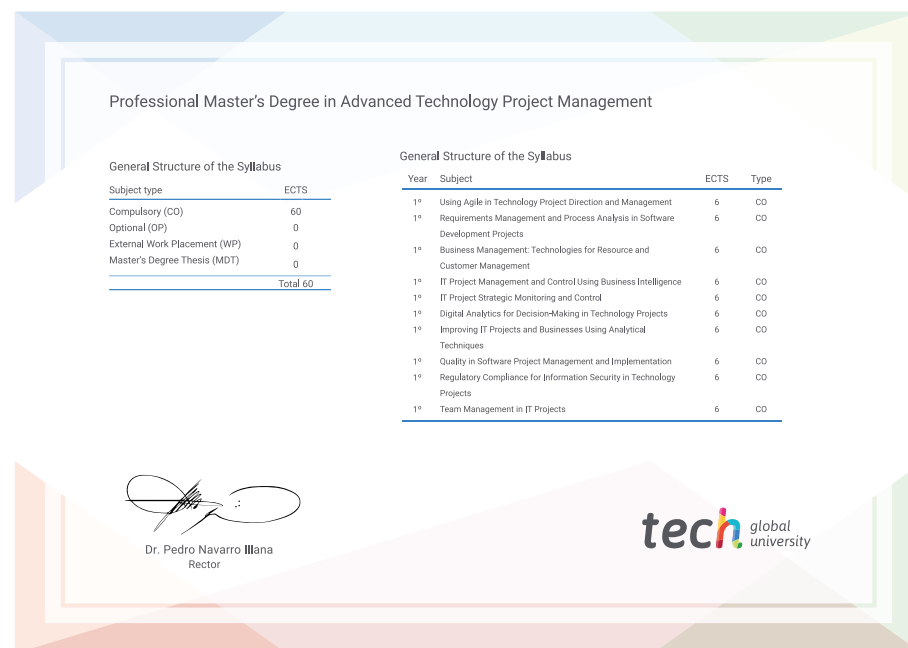 Professional Master's Degree in Advanced Technology Project Management
General Structure of the Syllabus
Subject type ECTS
Compulsory (CO) 60
Optional (OP) 0
External Work Placement (WP) 0
Master's Degree Thesis (MDT) 0
Total 60
General Structure of the Syllabus
Year Subject ECTS Type
1º Using Agile in Technology Project Direction and Management 6 CO
1º Requirements Management and Process Analysis in Software 6 CO
Development Projects
1º Business Management: Technologies for Resource and 6 CO
Customer Management
1º IT Project Management and Control Using Business Intelligence 6 CO
1º IT Project Strategic Monitoring and Control 6 CO
1º Digital Analytics for Decision-Making in Technology Projects 6 CO
1º Improving IT Projects and Businesses Using Analytical 6 CO
Techniques
1º Quality in Software Project Management and Implementation 6 CO
1º Regulatory Compliance for Information Security in Technology 6 CO
Projects
1º Team Management in IT Projects 6 CO
Dr. Pedro Navarro Illana
Rector
tech global
university